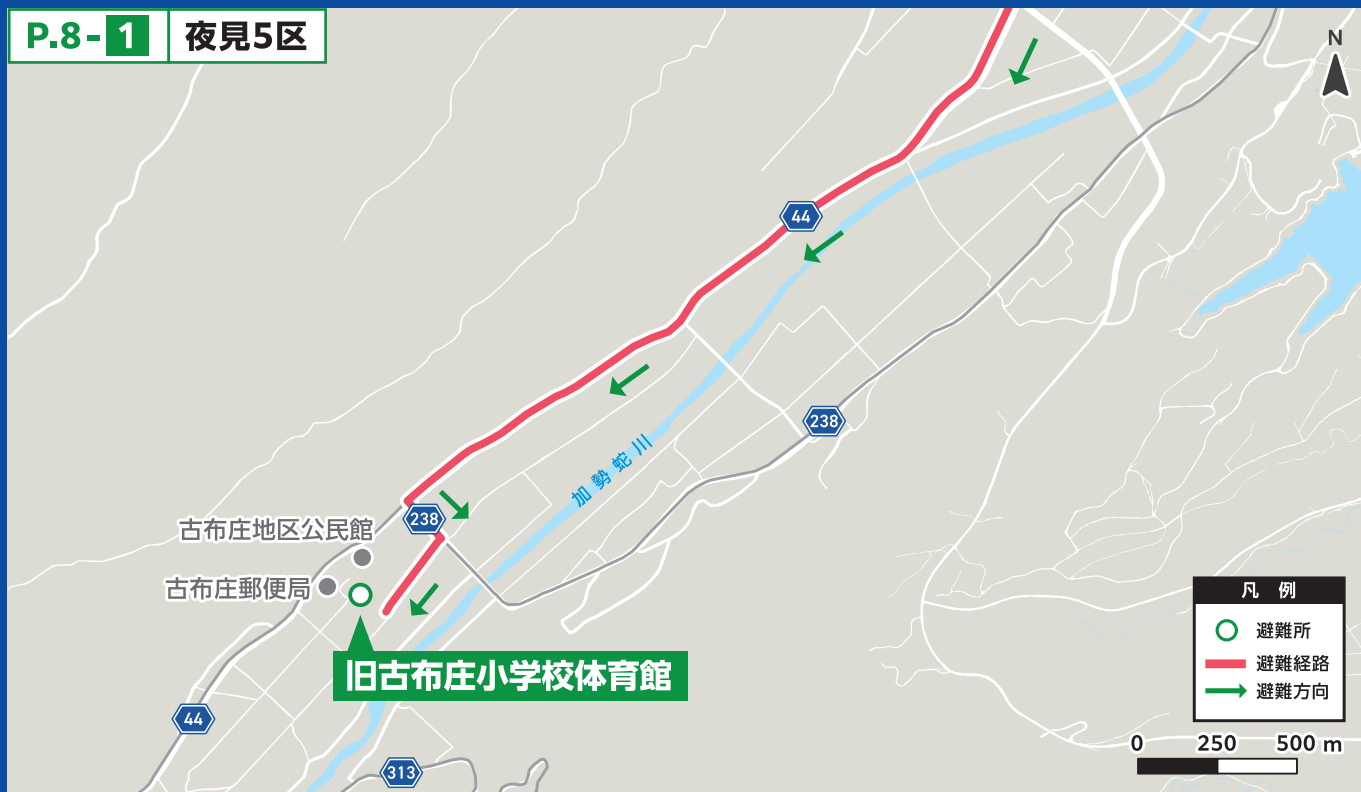 P.8-1 夜見5区
N
44
238
加勢蛇川
238
古布庄地区公民館
古布庄郵便局
旧古布庄小学校体育館
44
313
凡 例
避難所
避難経路
避難方向
0 250 500 m